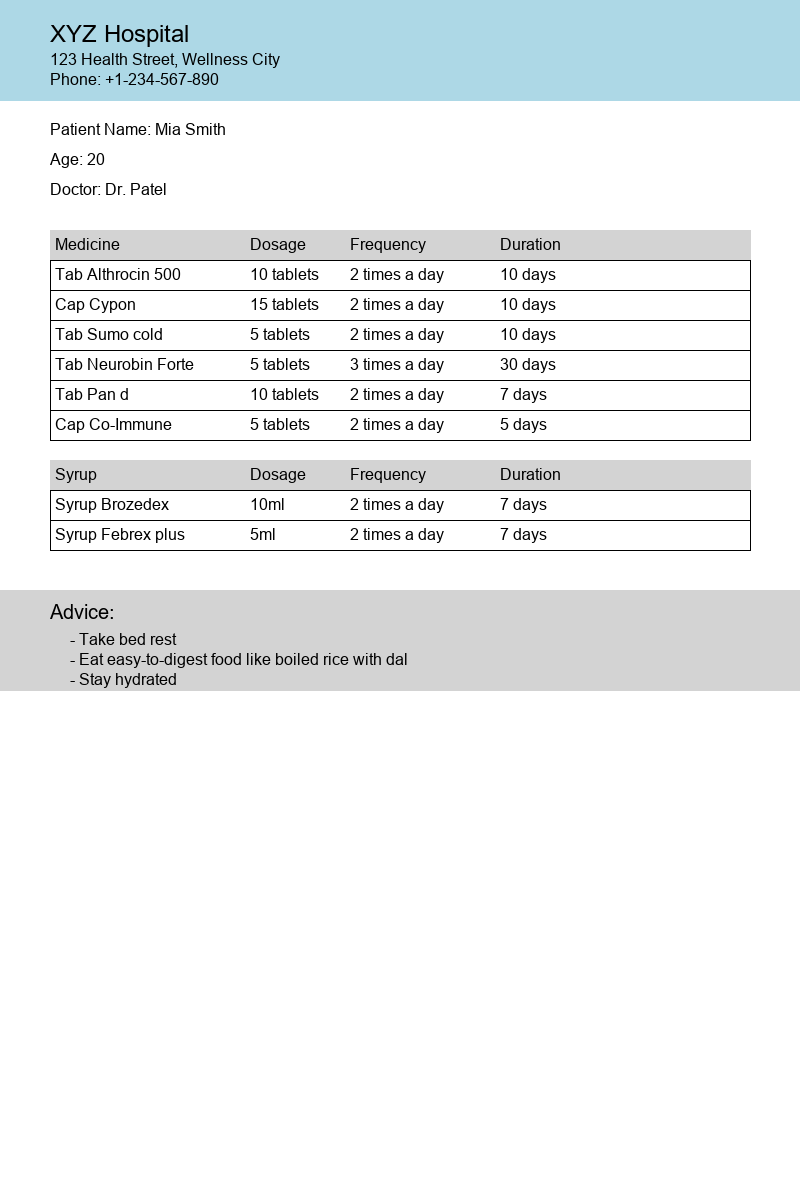 XYZ Hospital
123 Health Street, Wellness City
Phone: +1-234-567-890
Patient Name: Mia Smith
Age: 20
Doctor: Dr. Patel
Medicine Dosage Frequency Duration
Tab Althrocin 500 10 tablets 2 times a day 10 days
Cap Cypon 15 tablets 2 times a day 10 days
Tab Sumo cold 5 tablets 2 times a day 10 days
Tab Neurobin Forte 5 tablets 3 times a day 30 days
Tab Pan d 10 tablets 2 times a day 7 days
Cap Co-Immune 5 tablets 2 times a day 5 days
Syrup Dosage Frequency Duration
Syrup Brozedex 10ml 2 times a day 7 days
Syrup Febrex plus 5ml 2 times a day 7 days
Advice:
- Take bed rest
- Eat easy-to-digest food like boiled rice with dal
- Stay hydrated